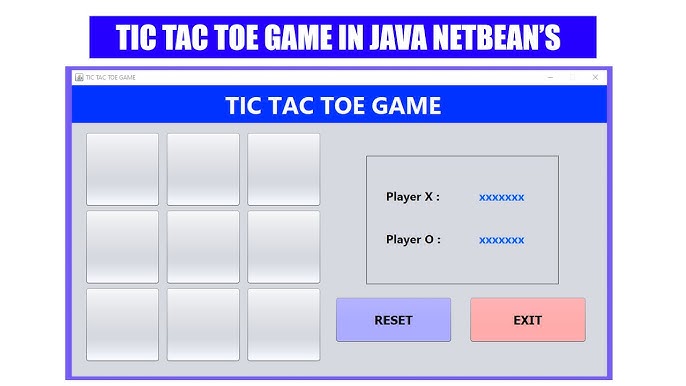 TIC TAC TOE GAME IN JAVA NETBEAN'S
TIC TAC TOE GAME
TIC TAC TOE GAME
Player X : xxxxxxx
Player O : xxxxxxx
RESET EXIT